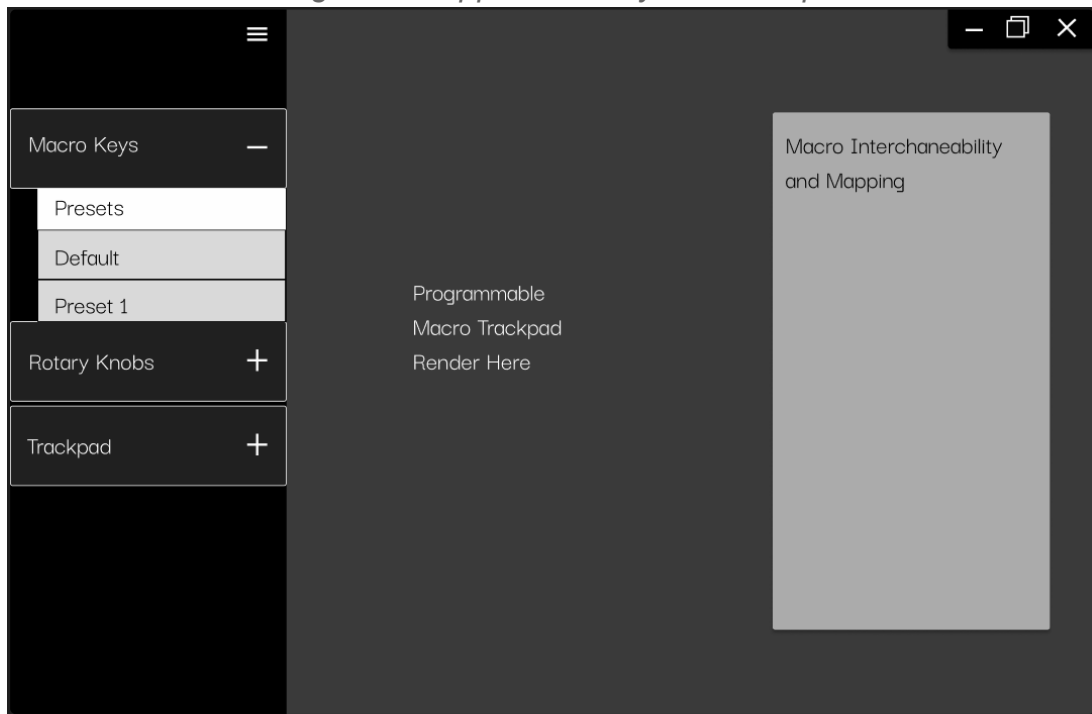 Macro Keys
Presets
Default
Preset 1
Rotary Knobs
Trackpad
Programmable
Macro Trackpad
Render Here
Macro Interchaneability
and Mapping